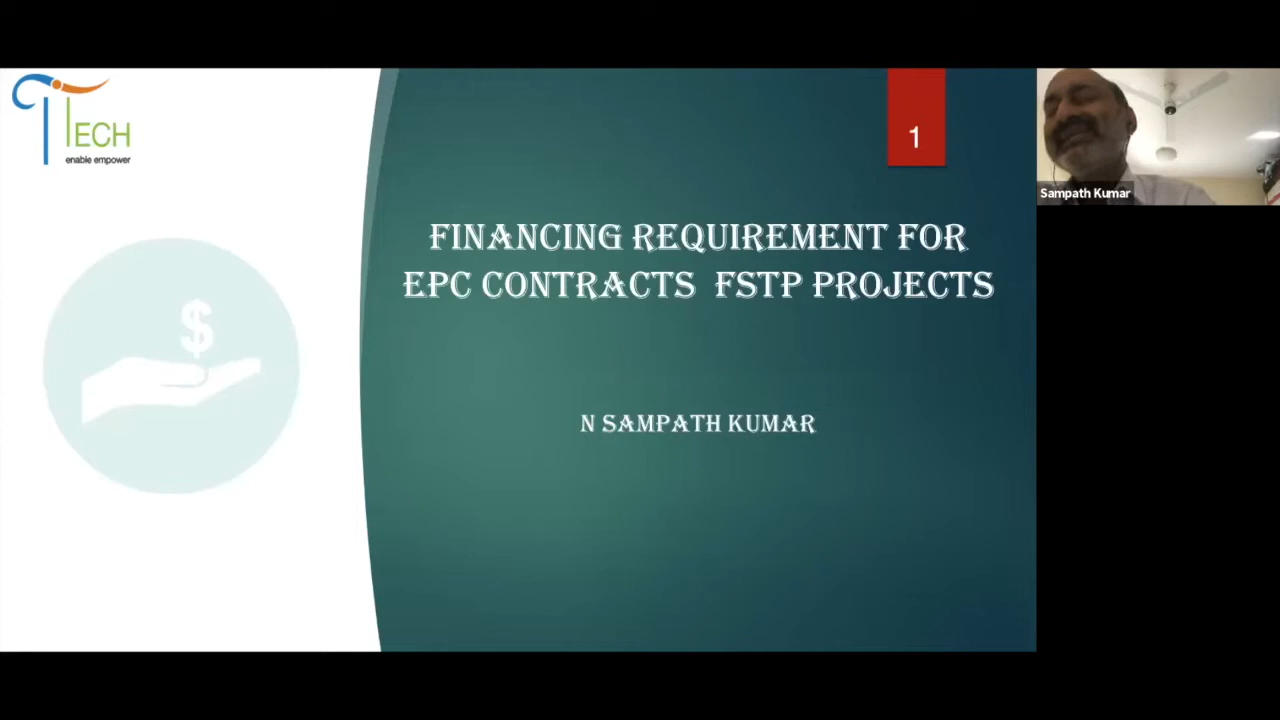 TECH
enable empower
1
Sampath Kumar
FINANCING REQUIREMENT FOR
EPC CONTRACTS FSTP PROJECTS
$
N SAMPATH KUMAR